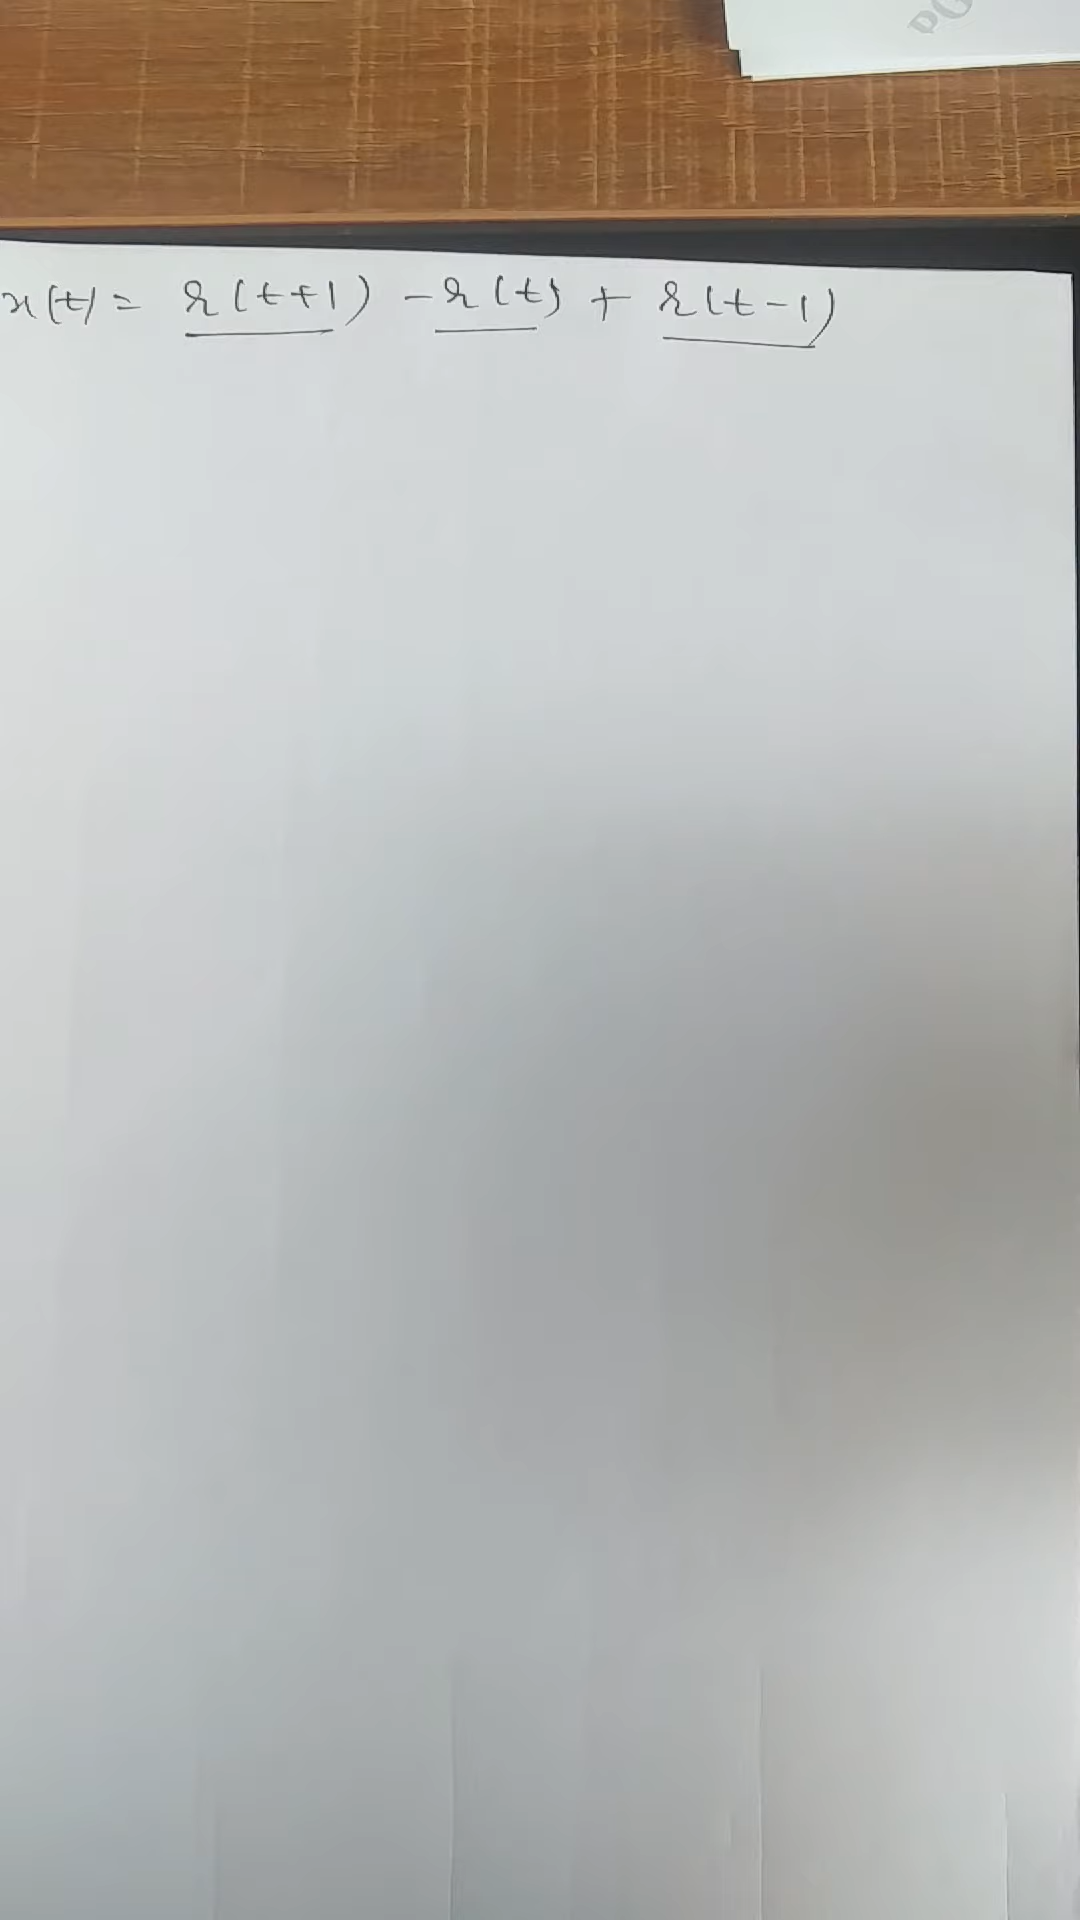 x(t) = r(t+1) - r(t) + r(t-1)